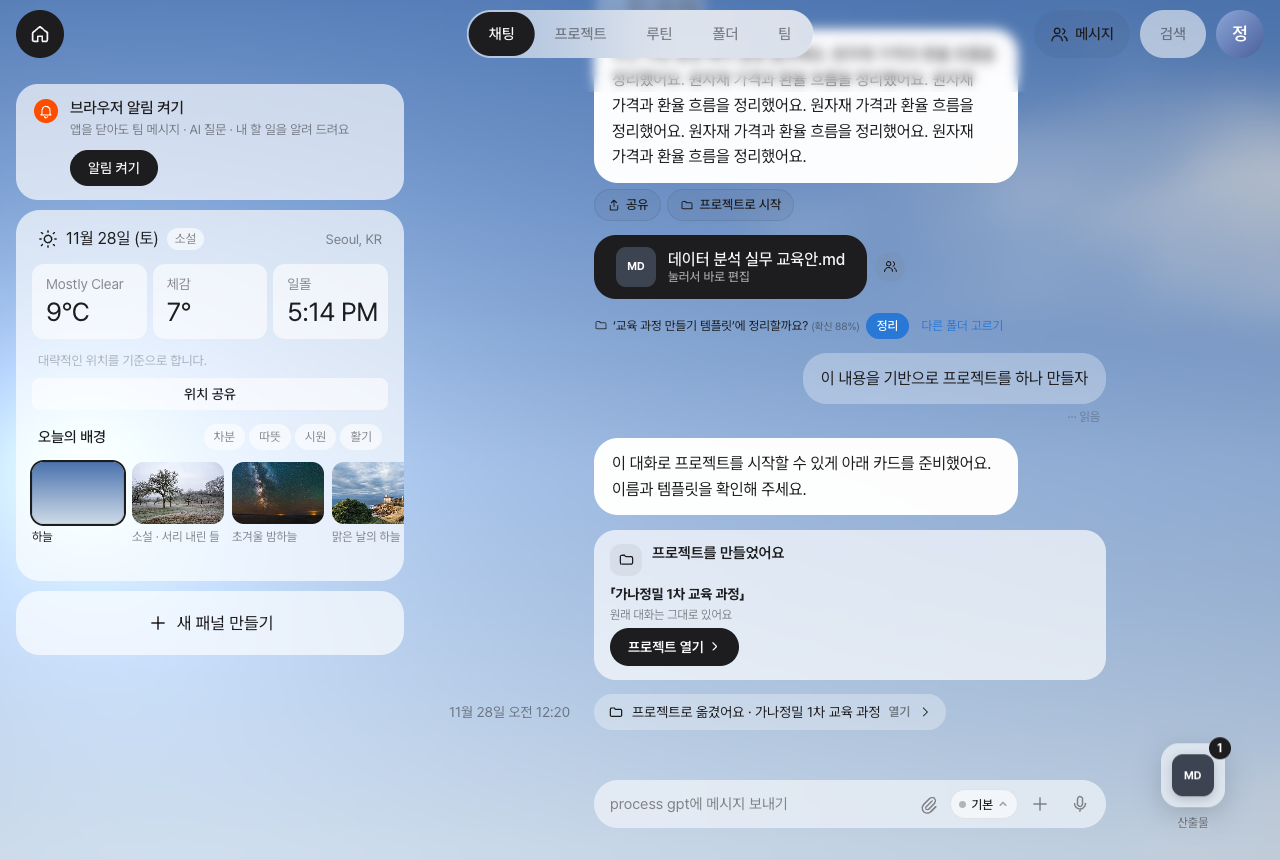 채팅
프로젝트
루틴
폴더
팀
메시지
검색
정
브라우저 알림 켜기
앱을 닫아도 팀 메시지 · AI 질문 · 내 할 일을 알려 드려요
알림 켜기
11월 28일 (토)
소설
Seoul, KR
Mostly Clear
9°C
체감
7°
일몰
5:14 PM
대략적인 위치를 기준으로 합니다.
위치 공유
오늘의 배경
차분
따뜻
시원
활기
하늘
소설 · 서리 내린 들
초겨울 밤하늘
맑은 날의 하늘
새 패널 만들기
정리했어요. 원자재 가격과 환율 흐름을 정리했어요. 원자재
가격과 환율 흐름을 정리했어요. 원자재 가격과 환율 흐름을
정리했어요. 원자재 가격과 환율 흐름을 정리했어요. 원자재
가격과 환율 흐름을 정리했어요.
공유
프로젝트로 시작
MD
데이터 분석 실무 교육안.md
눌러서 바로 편집
'교육 과정 만들기 템플릿'에 정리할까요? (확신 88%)
정리
다른 폴더 고르기
이 내용을 기반으로 프로젝트를 하나 만들자
··· 읽음
이 대화로 프로젝트를 시작할 수 있게 아래 카드를 준비했어요.
이름과 템플릿을 확인해 주세요.
프로젝트를 만들었어요
「가나정밀 1차 교육 과정」
원래 대화는 그대로 있어요
프로젝트 열기
11월 28일 오전 12:20
프로젝트로 옮겼어요 · 가나정밀 1차 교육 과정 열기
process gpt에 메시지 보내기
기본
1
MD
산출물